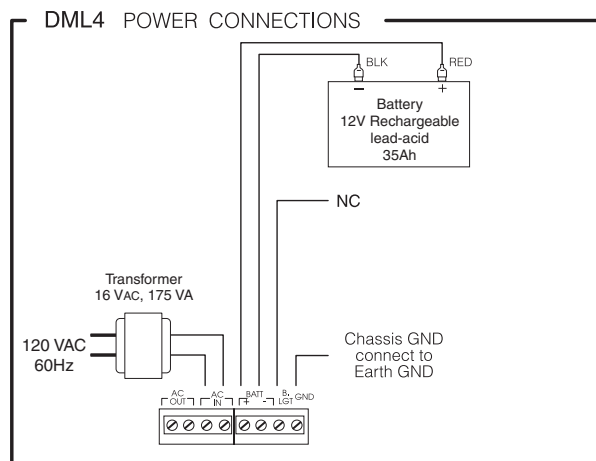 DML4 POWER CONNECTIONS
BLK
RED
– +
Battery
12V Rechargeable
lead-acid
35Ah
NC
Transformer
16 VAC, 175 VA
120 VAC
60Hz
Chassis GND
connect to
Earth GND
AC
OUT
AC
IN
BATT
+ -
B.
LGT
GND